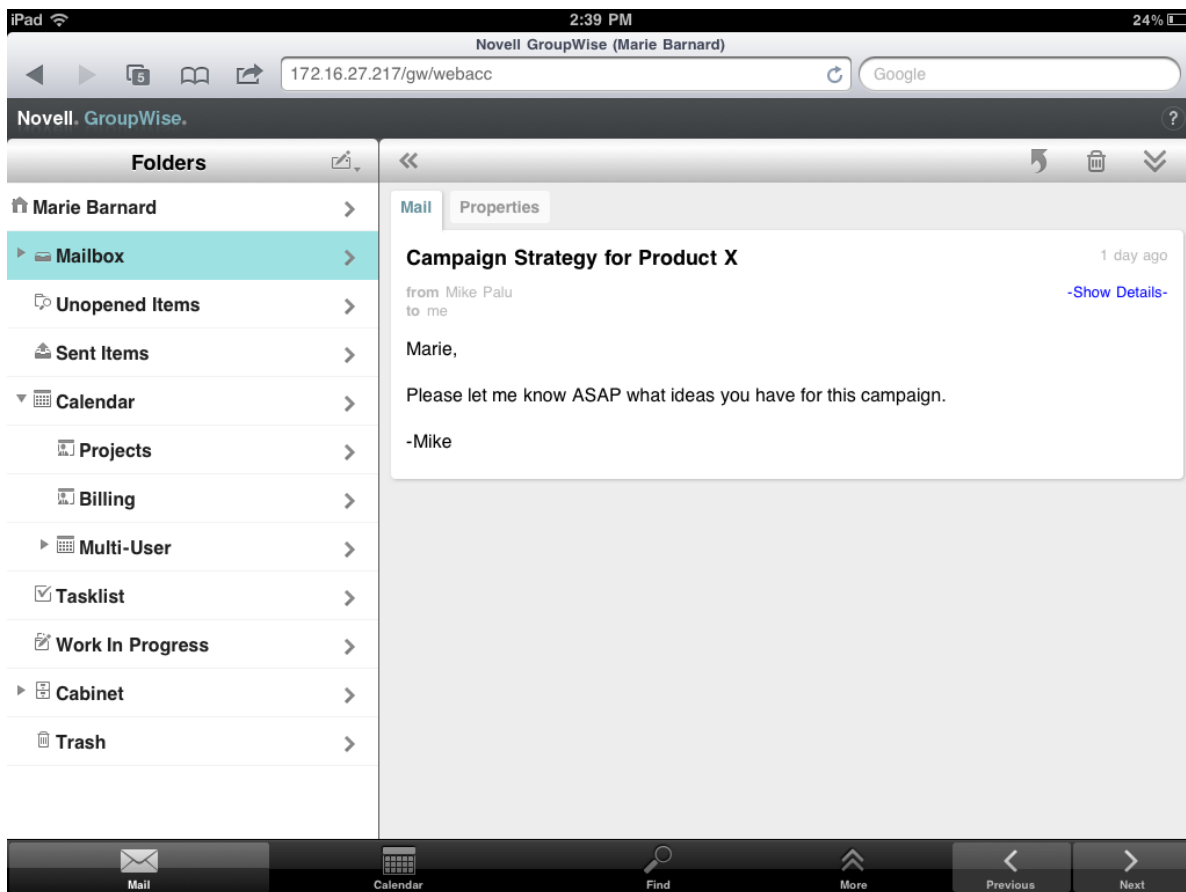 iPad 2:39 PM 24%
Novell GroupWise (Marie Barnard)
5 172.16.27.217/gw/webacc Google
Novell. GroupWise. ?
Folders
Marie Barnard
Mailbox
Unopened Items
Sent Items
Calendar
Projects
Billing
Multi-User
Tasklist
Work In Progress
Cabinet
Trash
Mail Properties
Campaign Strategy for Product X 1 day ago
from Mike Palu -Show Details-
to me
Marie,
Please let me know ASAP what ideas you have for this campaign.
-Mike
Mail Calendar Find More Previous Next